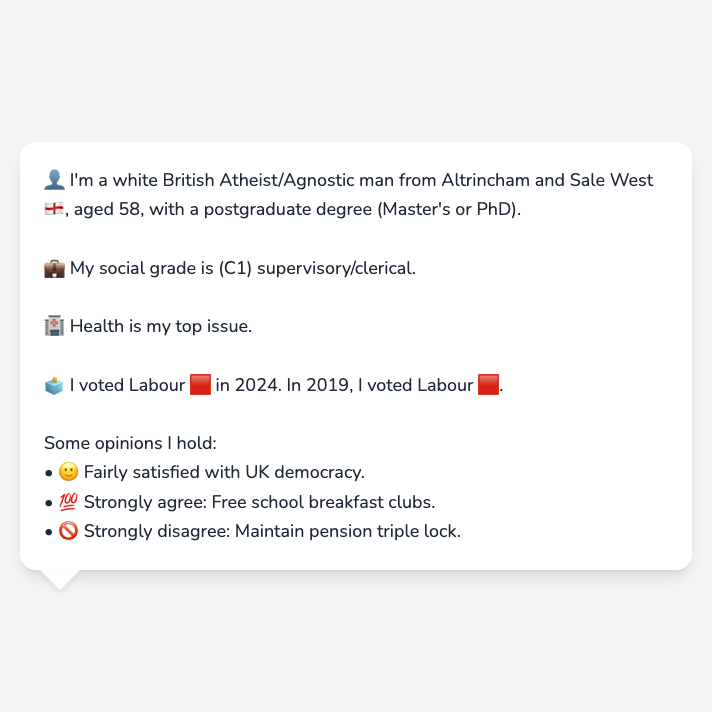 👤 I'm a white British Atheist/Agnostic man from Altrincham and Sale West
🏴󠁧󠁢󠁥󠁮󠁧󠁿, aged 58, with a postgraduate degree (Master's or PhD).
💼 My social grade is (C1) supervisory/clerical.
🏥 Health is my top issue.
🗳️ I voted Labour 🟥 in 2024. In 2019, I voted Labour 🟥.
Some opinions I hold:
• 🙂 Fairly satisfied with UK democracy.
• 💯 Strongly agree: Free school breakfast clubs.
• 🚫 Strongly disagree: Maintain pension triple lock.